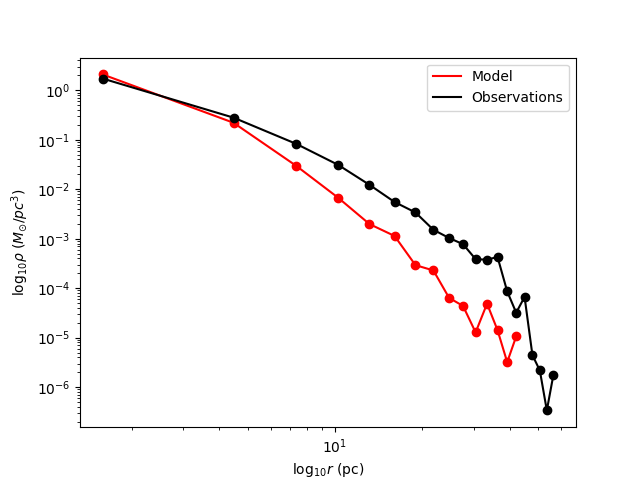 Model
Observations
10⁰
10⁻¹
10⁻²
10⁻³
10⁻⁴
10⁻⁵
10⁻⁶
log₁₀ρ (M☉/pc³)
10¹
log₁₀r (pc)